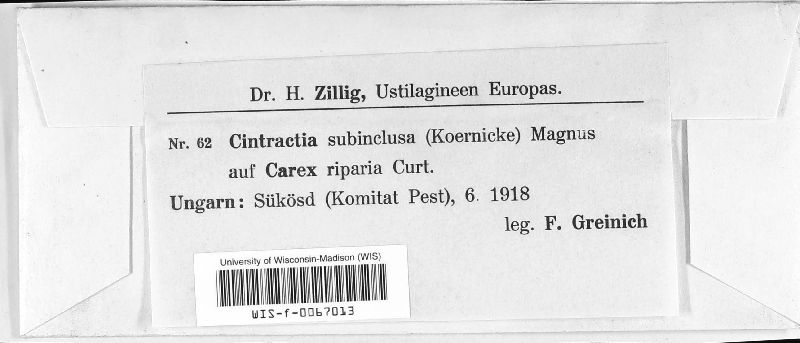 Dr. H. Zillig, Ustilagineen Europas.
Nr. 62 Cintractia subinclusa (Koernicke) Magnus
auf Carex riparia Curt.
Ungarn: Sükösd (Komitat Pest), 6. 1918
leg. F. Greinich
University of Wisconsin-Madison (WIS)
WIS-f-0067013